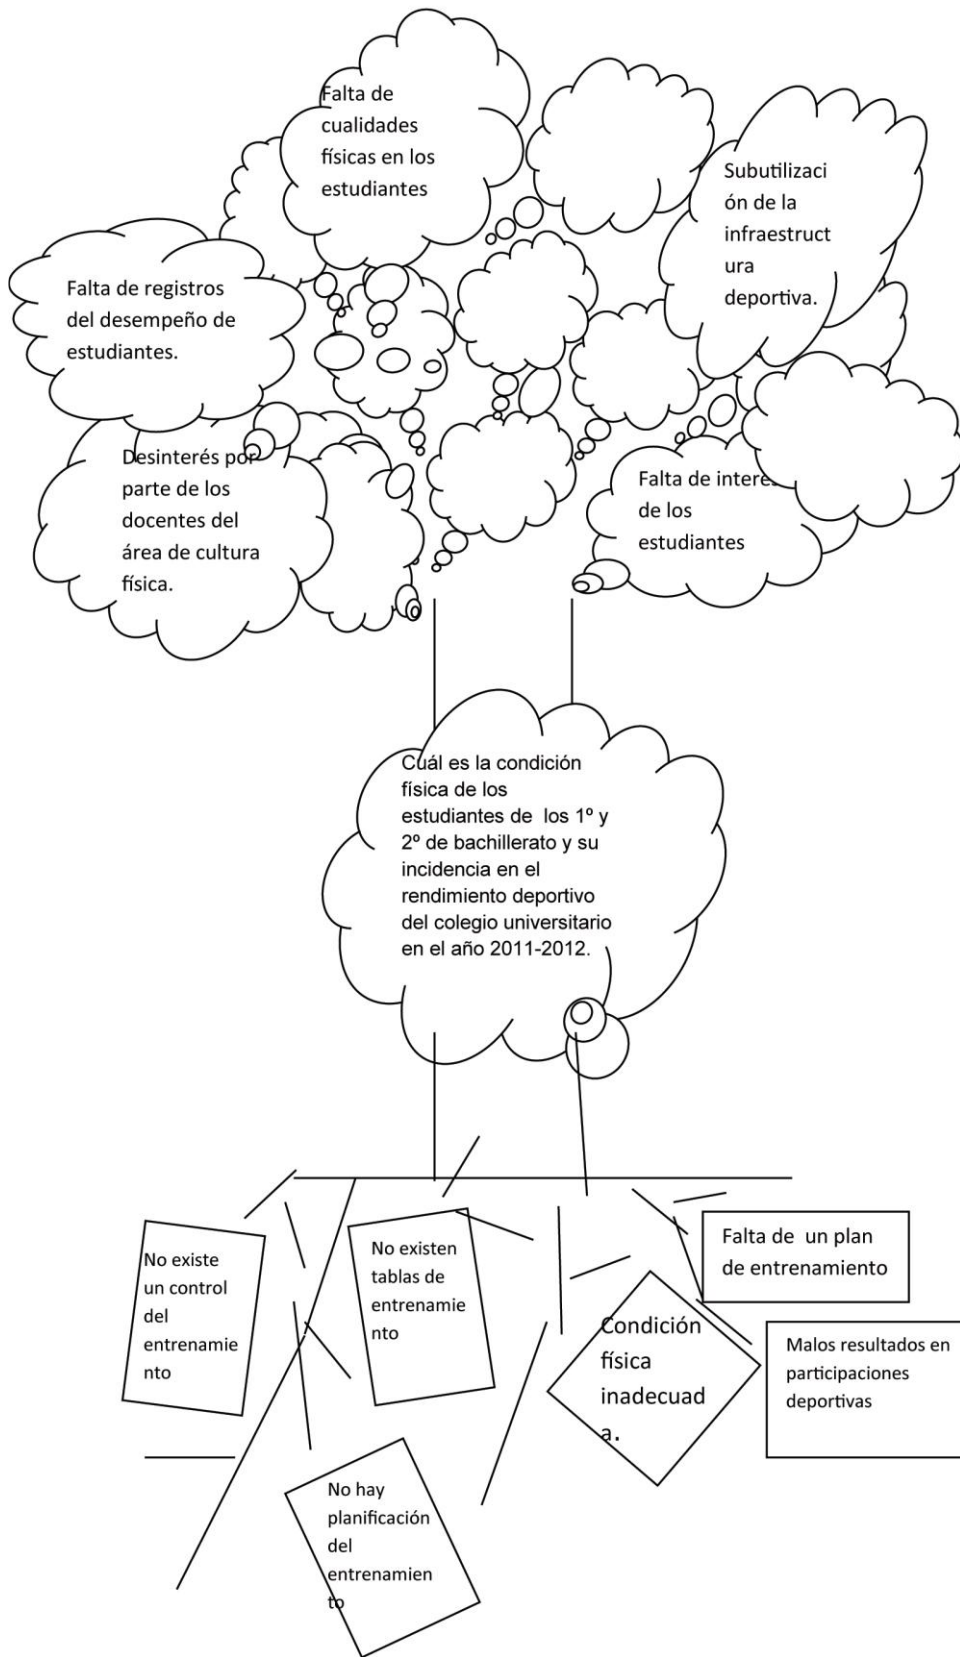 Falta de
cualidades
físicas en los
estudiantes
Subutilizaci
ón de la
infraestruct
ura
deportiva.
Falta de registros
del desempeño de
estudiantes.
Desinterés por
parte de los
docentes del
área de cultura
física.
Falta de interes
de los
estudiantes
Cuál es la condición
física de los
estudiantes de los 1º y
2º de bachillerato y su
incidencia en el
rendimiento deportivo
del colegio universitario
en el año 2011-2012.
No existe
un control
del
entrenamie
nto
No existen
tablas de
entrenamie
nto
Falta de un plan
de entrenamiento
Condición
física
inadecuad
a.
Malos resultados en
participaciones
deportivas
No hay
planificación
del
entrenamien
to